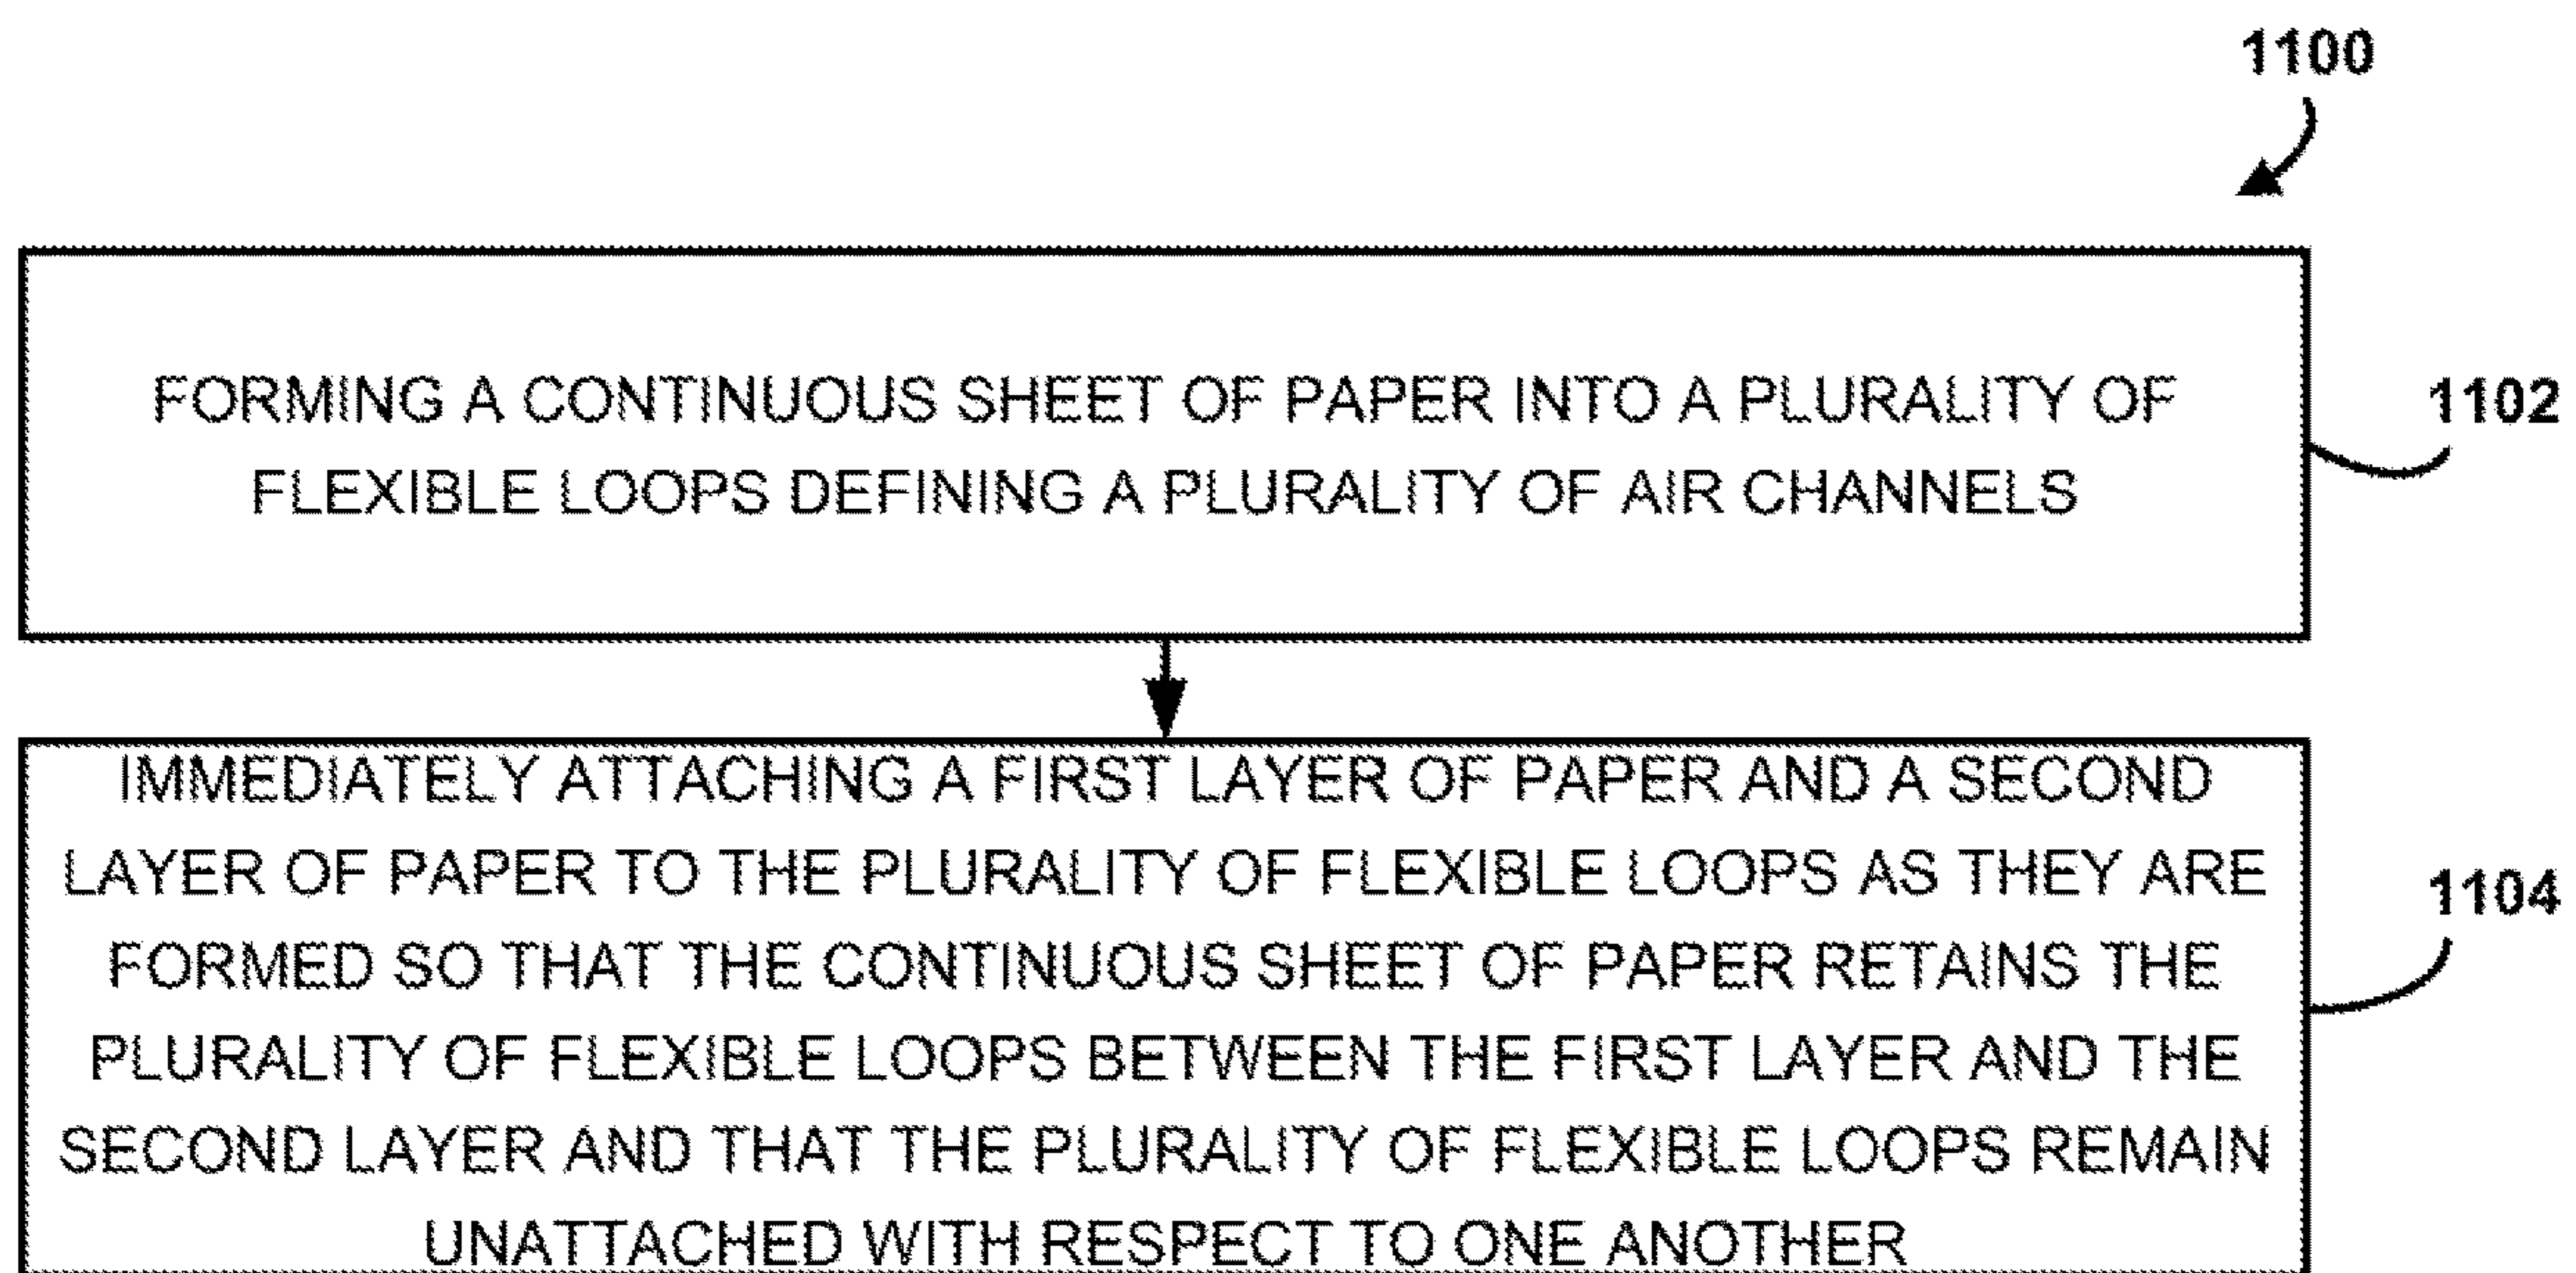 1100
FORMING A CONTINUOUS SHEET OF PAPER INTO A PLURALITY OF
FLEXIBLE LOOPS DEFINING A PLURALITY OF AIR CHANNELS
1102
IMMEDIATELY ATTACHING A FIRST LAYER OF PAPER AND A SECOND
LAYER OF PAPER TO THE PLURALITY OF FLEXIBLE LOOPS AS THEY ARE
FORMED SO THAT THE CONTINUOUS SHEET OF PAPER RETAINS THE
PLURALITY OF FLEXIBLE LOOPS BETWEEN THE FIRST LAYER AND THE
SECOND LAYER AND THAT THE PLURALITY OF FLEXIBLE LOOPS REMAIN
UNATTACHED WITH RESPECT TO ONE ANOTHER
1104